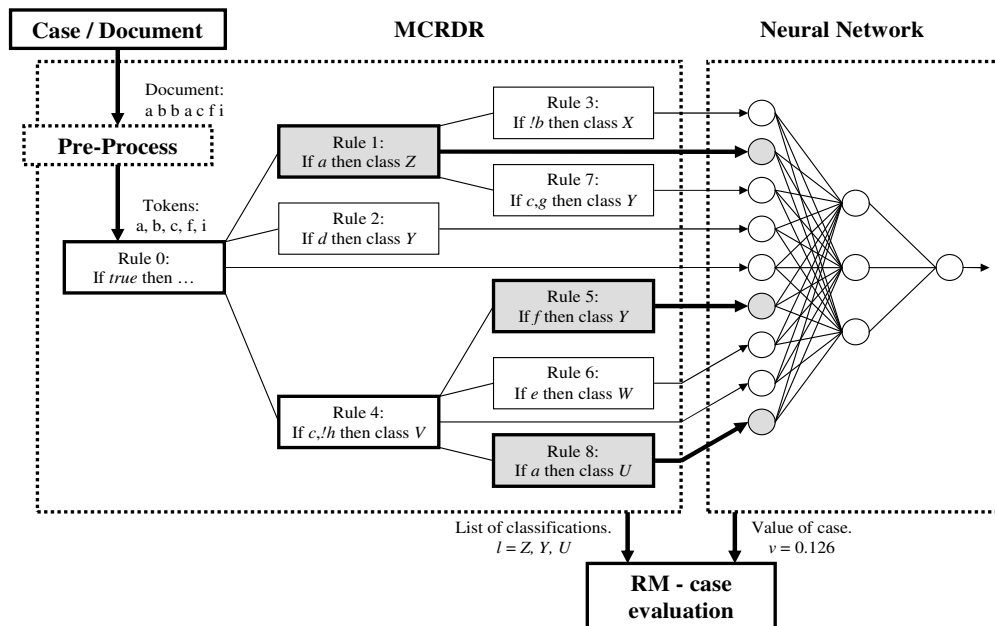 Case / Document
MCRDR
Neural Network
Document:
a b b a c f i
Pre-Process
Tokens:
a, b, c, f, i
Rule 0:
If true then …
Rule 1:
If a then class Z
Rule 2:
If d then class Y
Rule 3:
If !b then class X
Rule 7:
If c,g then class Y
Rule 5:
If f then class Y
Rule 6:
If e then class W
Rule 4:
If c,!h then class V
Rule 8:
If a then class U
List of classifications.
l = Z, Y, U
Value of case.
v = 0.126
RM - case
evaluation